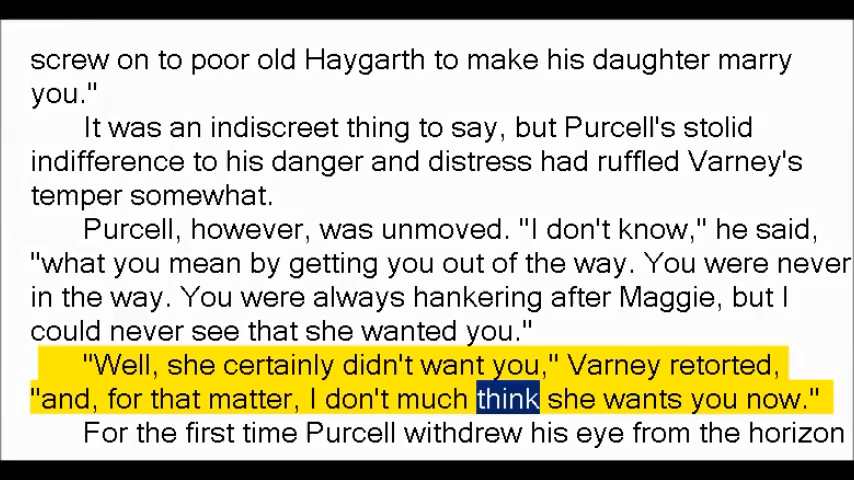 screw on to poor old Haygarth to make his daughter marry
you."
It was an indiscreet thing to say, but Purcell's stolid
indifference to his danger and distress had ruffled Varney's
temper somewhat.
Purcell, however, was unmoved. "I don't know," he said,
"what you mean by getting you out of the way. You were never
in the way. You were always hankering after Maggie, but I
could never see that she wanted you."
"Well, she certainly didn't want you," Varney retorted,
"and, for that matter, I don't much think she wants you now."
For the first time Purcell withdrew his eye from the horizon